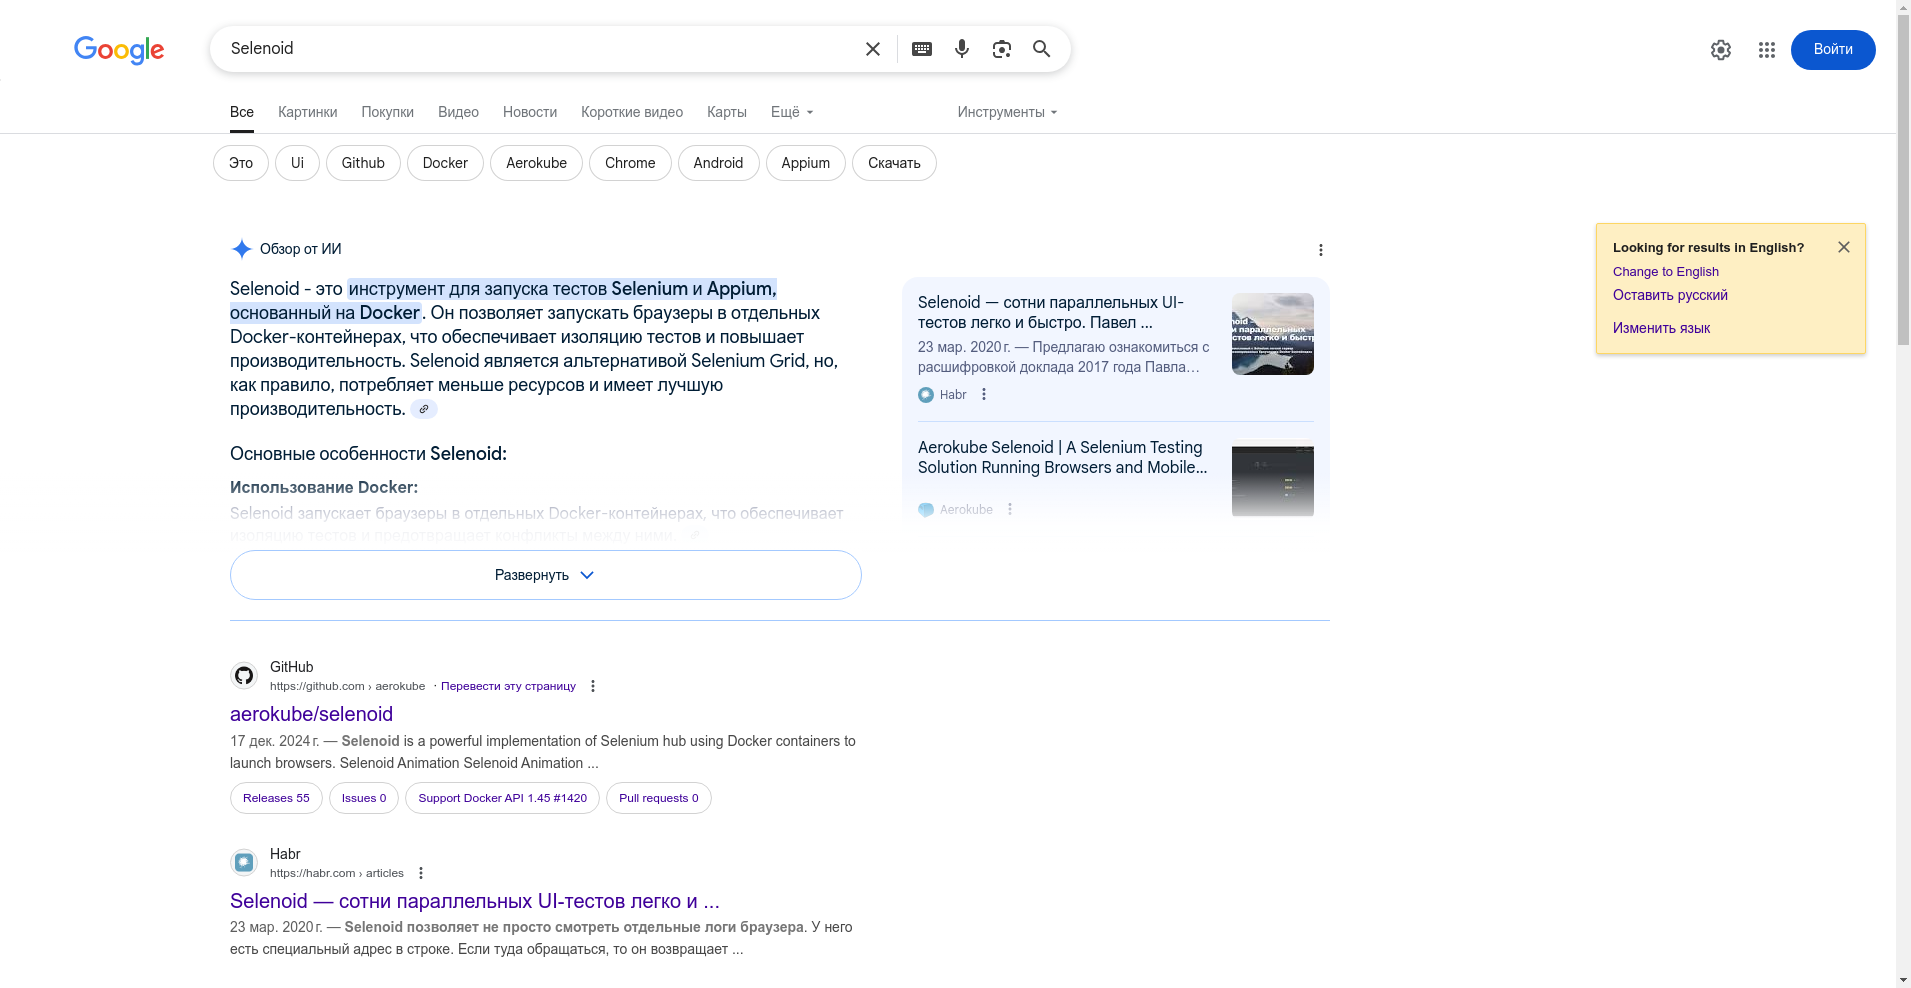 Google
Selenoid
Войти
Все
Картинки
Покупки
Видео
Новости
Короткие видео
Карты
Ещё
Инструменты
Это
Ui
Github
Docker
Aerokube
Chrome
Android
Appium
Скачать
Обзор от ИИ
Selenoid - это инструмент для запуска тестов Selenium и Appium,
основанный на Docker. Он позволяет запускать браузеры в отдельных
Docker-контейнерах, что обеспечивает изоляцию тестов и повышает
производительность. Selenoid является альтернативой Selenium Grid, но,
как правило, потребляет меньше ресурсов и имеет лучшую
производительность.
Основные особенности Selenoid:
Использование Docker:
Selenoid запускает браузеры в отдельных Docker-контейнерах, что обеспечивает
изоляцию тестов и предотвращает конфликты между ними.
Развернуть
Selenoid — сотни параллельных UI-
тестов легко и быстро. Павел ...
23 мар. 2020 г. — Предлагаю ознакомиться с
расшифровкой доклада 2017 года Павла...
Habr
Aerokube Selenoid | A Selenium Testing
Solution Running Browsers and Mobile...
Aerokube
Looking for results in English?
Change to English
Оставить русский
Изменить язык
GitHub
https://github.com › aerokube · Перевести эту страницу
aerokube/selenoid
17 дек. 2024 г. — Selenoid is a powerful implementation of Selenium hub using Docker containers to
launch browsers. Selenoid Animation Selenoid Animation ...
Releases 55
Issues 0
Support Docker API 1.45 #1420
Pull requests 0
Habr
https://habr.com › articles
Selenoid — сотни параллельных UI-тестов легко и ...
23 мар. 2020 г. — Selenoid позволяет не просто смотреть отдельные логи браузера. У него
есть специальный адрес в строке. Если туда обращаться, то он возвращает ...